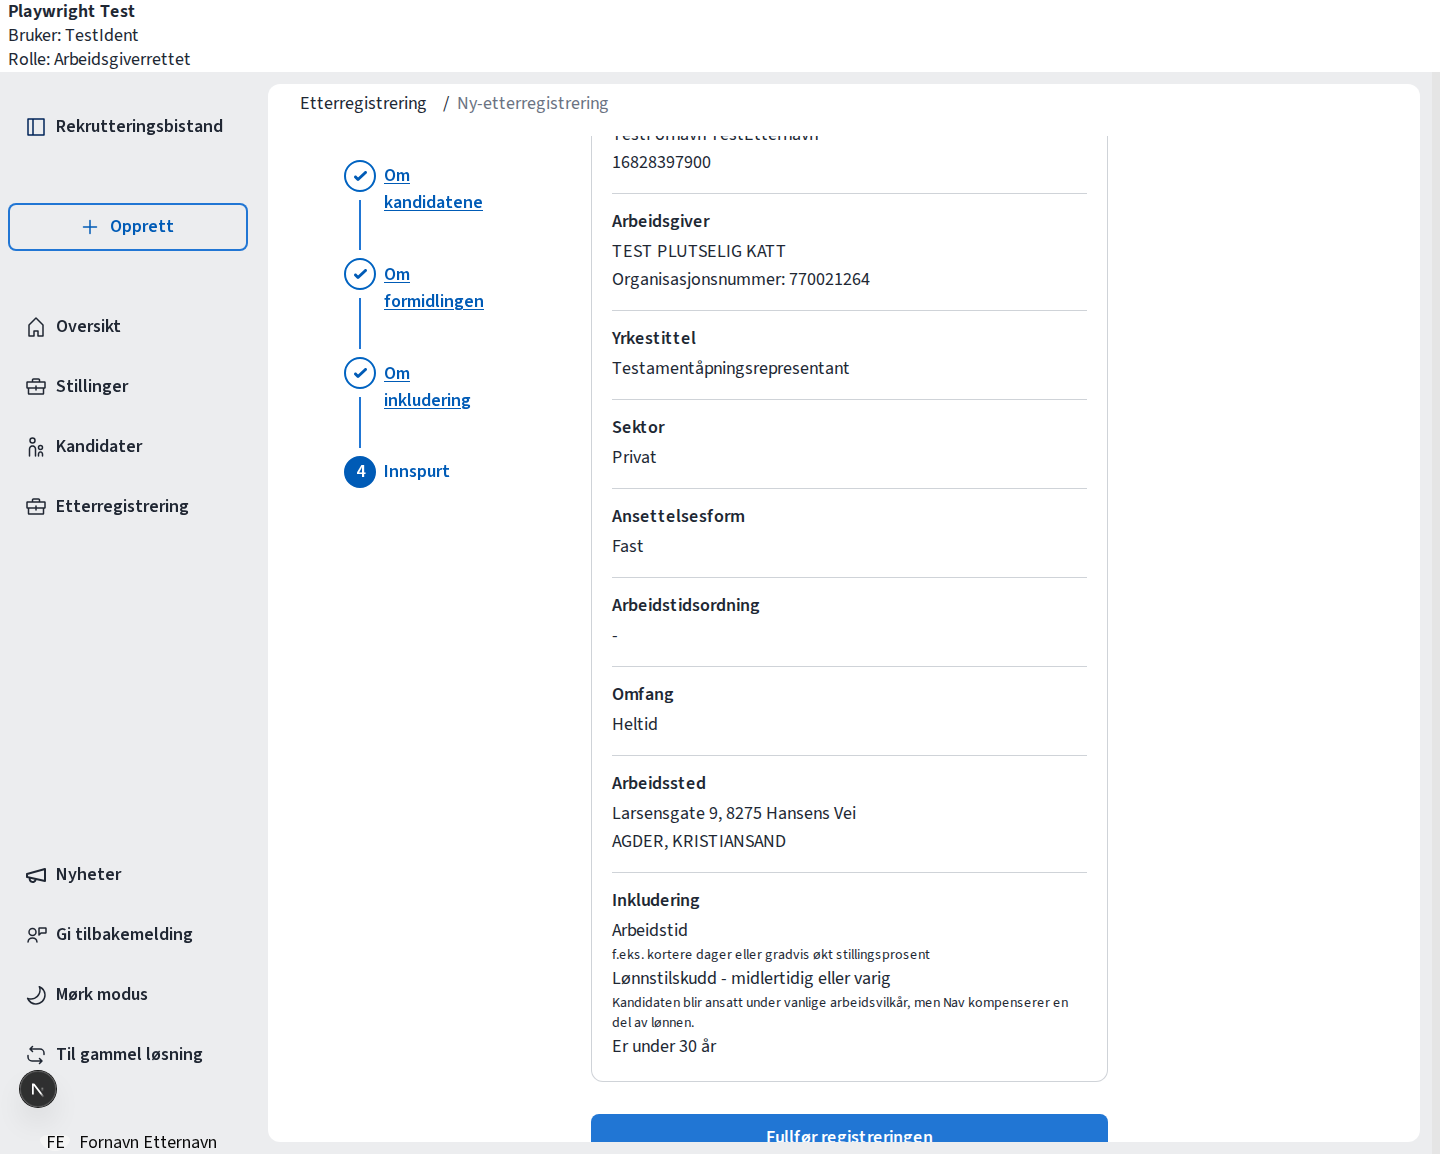 Playwright Test
Bruker: TestIdent
Rolle: Arbeidsgiverrettet
Rekrutteringsbistand
Opprett
Oversikt
Stillinger
Kandidater
Etterregistrering
Nyheter
Gi tilbakemelding
Mørk modus
Til gammel løsning
N
FE Fornavn Etternavn
Etterregistrering / Ny-etterregistrering
Om
kandidatene
Om
formidlingen
Om
inkludering
4 Innspurt
TestFornavn TestEtternavn
16828397900
Arbeidsgiver
TEST PLUTSELIG KATT
Organisasjonsnummer: 770021264
Yrkestittel
Testamentåpningsrepresentant
Sektor
Privat
Ansettelsesform
Fast
Arbeidstidsordning
-
Omfang
Heltid
Arbeidssted
Larsensgate 9, 8275 Hansens Vei
AGDER, KRISTIANSAND
Inkludering
Arbeidstid
f.eks. kortere dager eller gradvis økt stillingsprosent
Lønnstilskudd - midlertidig eller varig
Kandidaten blir ansatt under vanlige arbeidsvilkår, men Nav kompenserer en
del av lønnen.
Er under 30 år
Fullfør registreringen